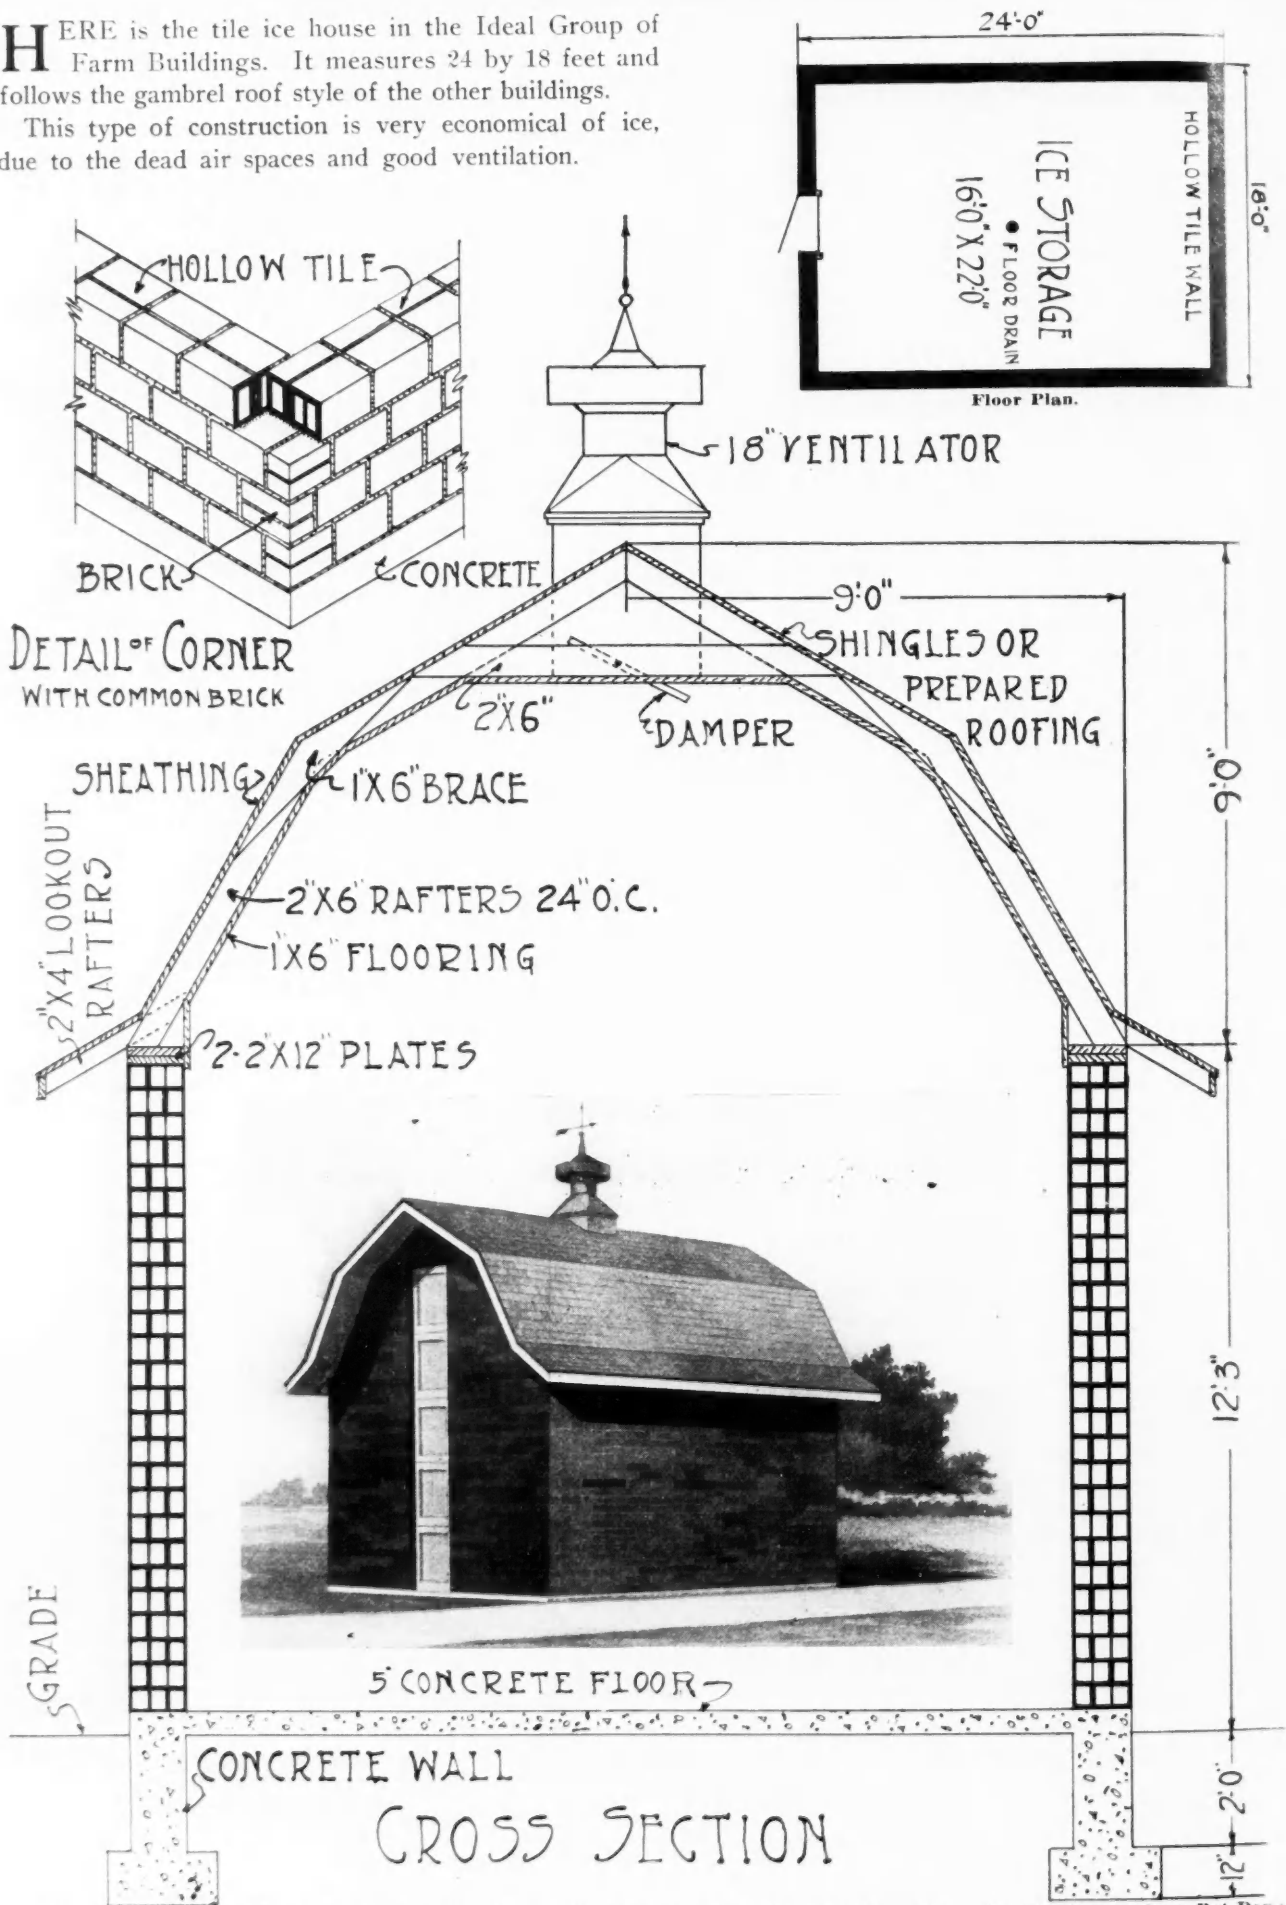 HERE is the tile ice house in the Ideal Group of
Farm Buildings. It measures 24 by 18 feet and
follows the gambrel roof style of the other buildings.
This type of construction is very economical of ice,
due to the dead air spaces and good ventilation.
24'-0"
18'-0"
HOLLOW TILE WALL
ICE STORAGE
FLOOR DRAIN
16'0" X 22'0"
Floor Plan.
HOLLOW TILE
BRICK
CONCRETE
DETAIL OF CORNER
WITH COMMON BRICK
18" VENTILATOR
9'-0"
SHINGLES OR
PREPARED
ROOFING
2"X6"
DAMPER
SHEATHING
1"X6" BRACE
9'-0"
2"X4" LOOKOUT
RAFTERS
2"X6" RAFTERS 24" O.C.
1"X6" FLOORING
2-2"X12" PLATES
12'-3"
GRADE
5" CONCRETE FLOOR
CONCRETE WALL
2'-0"
CROSS SECTION
12"